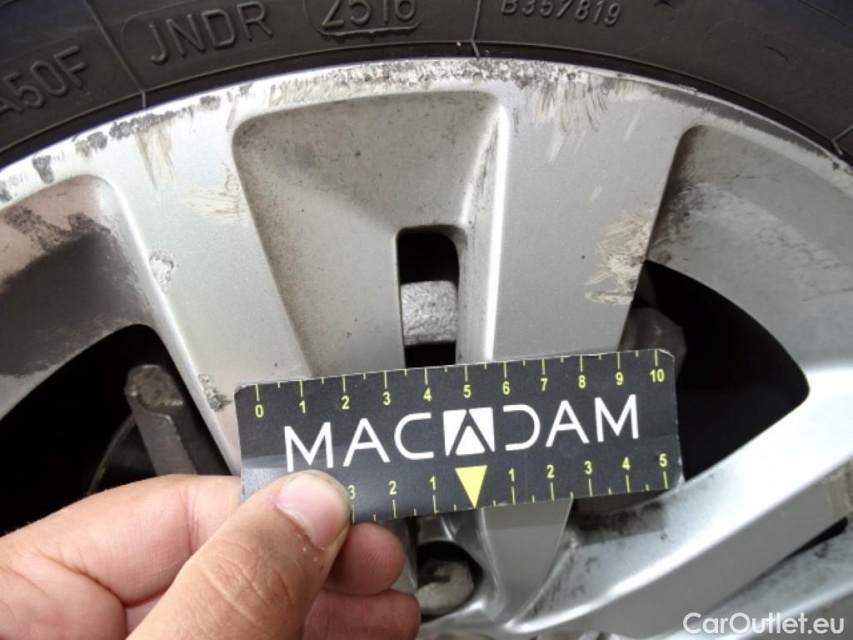 A50F
JNDR
2516
B357819
0 1 2 3 4 5 6 7 8 9 10
MACADAM
3 2 1 1 2 3 4 5
CarOutlet.eu